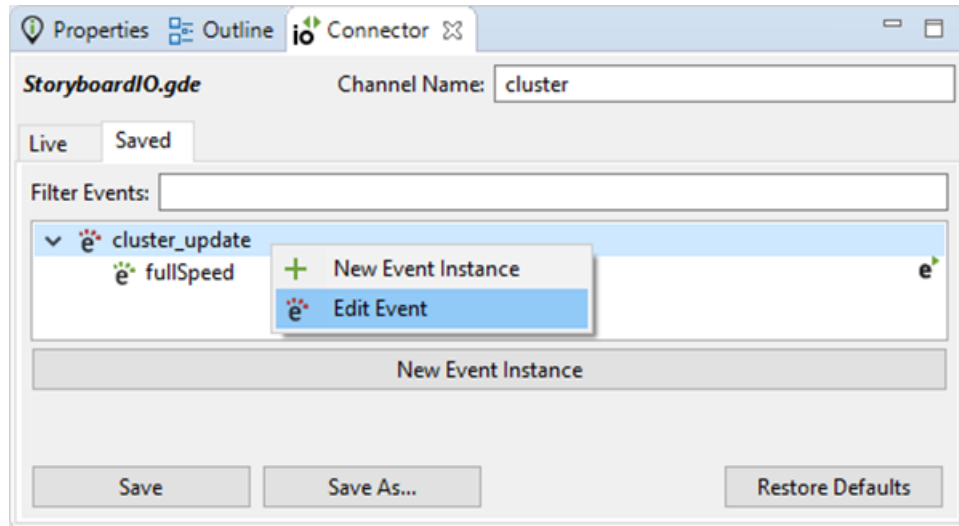 Properties Outline Connector
StoryboardIO.gde Channel Name: cluster
Live Saved
Filter Events:
cluster_update
fullSpeed
New Event Instance
Edit Event
New Event Instance
Save Save As... Restore Defaults